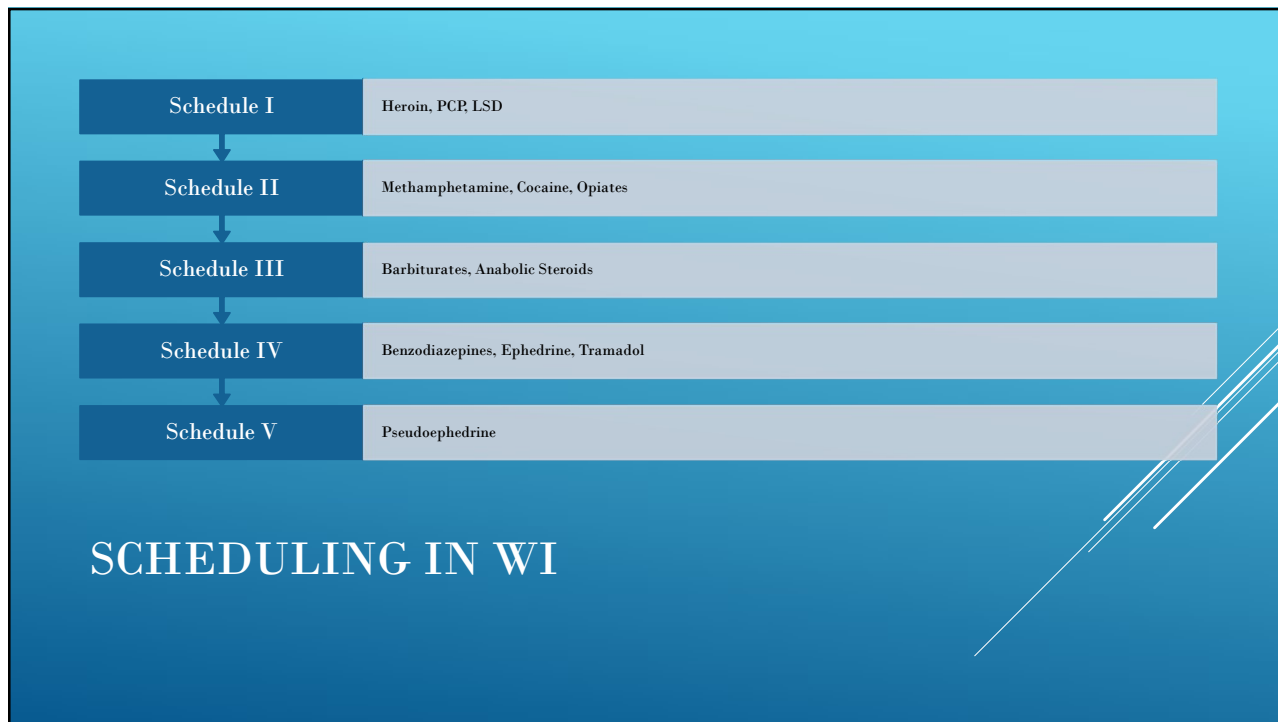 Schedule I
Heroin, PCP, LSD
Schedule II
Methamphetamine, Cocaine, Opiates
Schedule III
Barbiturates, Anabolic Steroids
Schedule IV
Benzodiazepines, Ephedrine, Tramadol
Schedule V
Pseudoephedrine
SCHEDULING IN WI